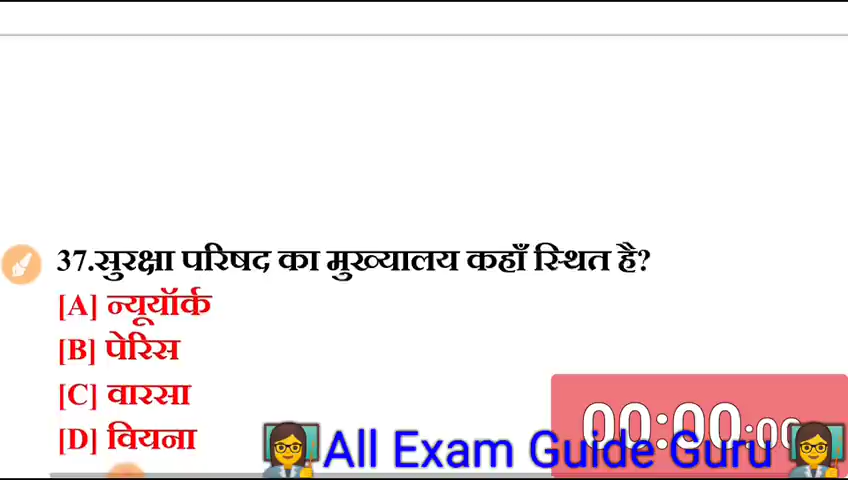 37.सुरक्षा परिषद का मुख्यालय कहाँ स्थित है?
[A] न्यूयॉर्क
[B] पेरिस
[C] वारसा
[D] वियना
00:00:00
All Exam Guide Guru